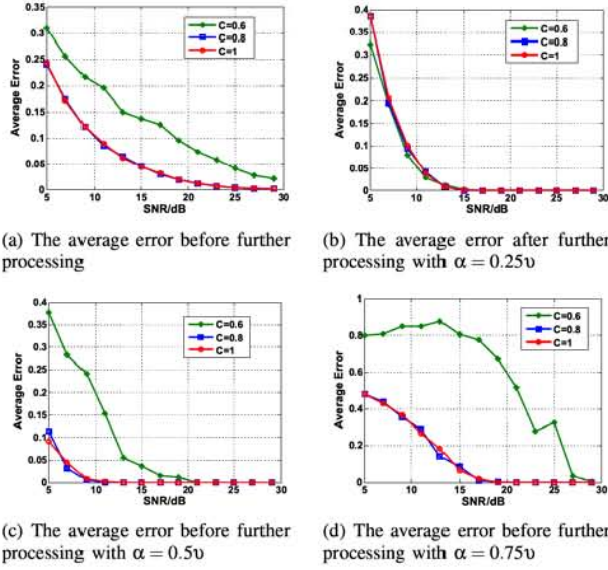 0.35
0.3
0.25
0.2
0.15
0.1
0.05
0
Average Error
5 10 15 20 25 30
SNR/dB
C=0.6
C=0.8
C=1
(a) The average error before further
processing
0.4
0.35
0.3
0.25
0.2
0.15
0.1
0.05
0
Average Error
5 10 15 20 25 30
SNR/dB
C=0.6
C=0.8
C=1
(b) The average error after further
processing with α = 0.25υ
0.4
0.35
0.3
0.25
0.2
0.15
0.1
0.05
0
Average Error
5 10 15 20 25 30
SNR/dB
C=0.6
C=0.8
C=1
(c) The average error before further
processing with α = 0.5υ
1
0.8
0.6
0.4
0.2
0
Average Error
5 10 15 20 25 30
SNR/dB
C=0.6
C=0.8
C=1
(d) The average error before further
processing with α = 0.75υ